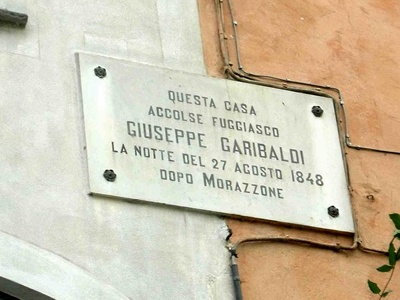 QUESTA CASA
ACCOLSE FUGGIASCO
GIUSEPPE GARIBALDI
LA NOTTE DEL 27 AGOSTO 1848
DOPO MORAZZONE